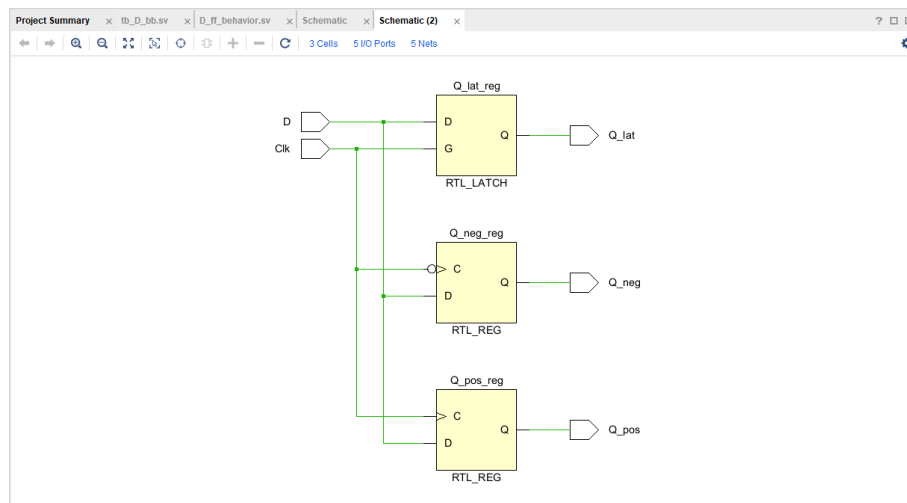 Project Summary × tb_D_bb.sv × D_ff_behavior.sv × Schematic × Schematic (2) ×
3 Cells 5 I/O Ports 5 Nets
Q_lat_reg
D D
Q Q_lat
Clk G
RTL_LATCH
Q_neg_reg
C
Q Q_neg
D
RTL_REG
Q_pos_reg
C
Q Q_pos
D
RTL_REG